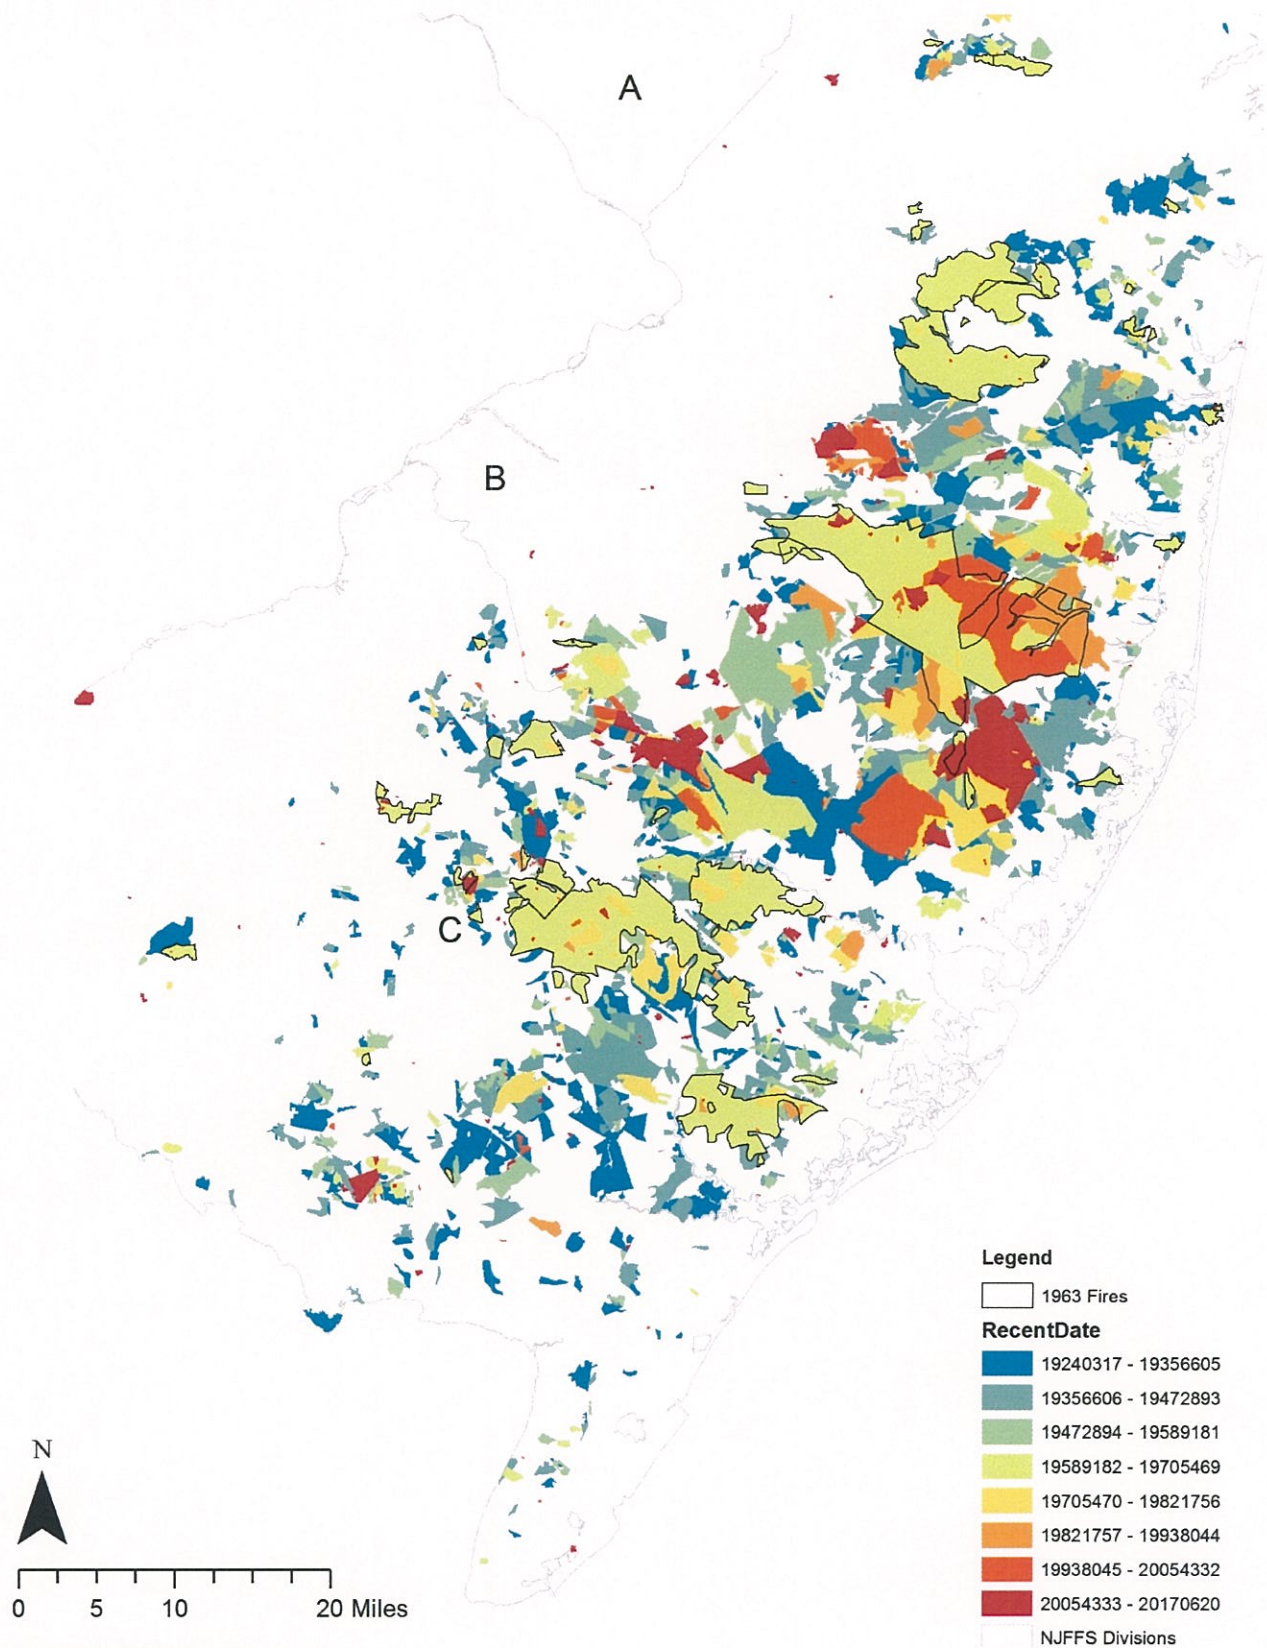 A
B
C
Legend
1963 Fires
RecentDate
19240317 - 19356605
19356606 - 19472893
19472894 - 19589181
19589182 - 19705469
19705470 - 19821756
19821757 - 19938044
19938045 - 20054332
20054333 - 20170620
NJFFS Divisions
N
0 5 10 20 Miles